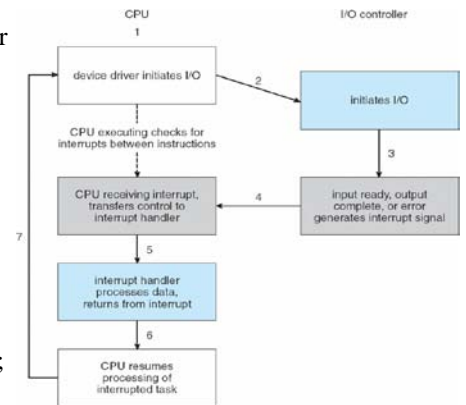 CPU
I/O controller
1
r
device driver initiates I/O
2
initiates I/O
CPU executing checks for
interrupts between instructions
3
CPU receiving interrupt,
transfers control to
interrupt handler
4
input ready, output
complete, or error
generates interrupt signal
7
5
interrupt handler
processes data,
returns from interrupt
6
;
CPU resumes
processing of
interrupted task